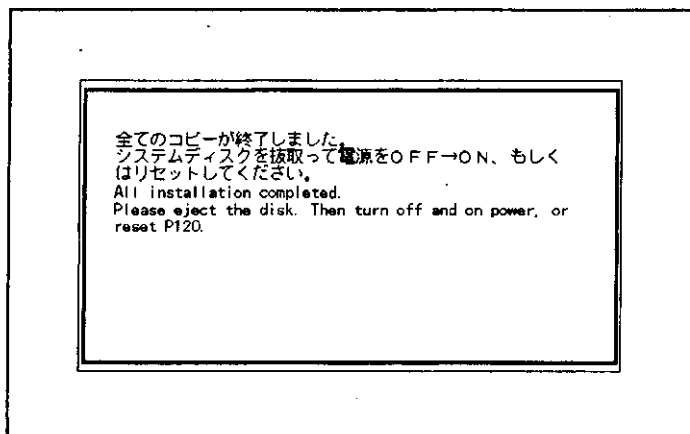 全てのコピーが終了しました。
システムディスクを抜取って電源をＯＦＦ→ＯＮ、もしく
はリセットしてください。
All installation completed.
Please eject the disk. Then turn off and on power, or
reset P120.